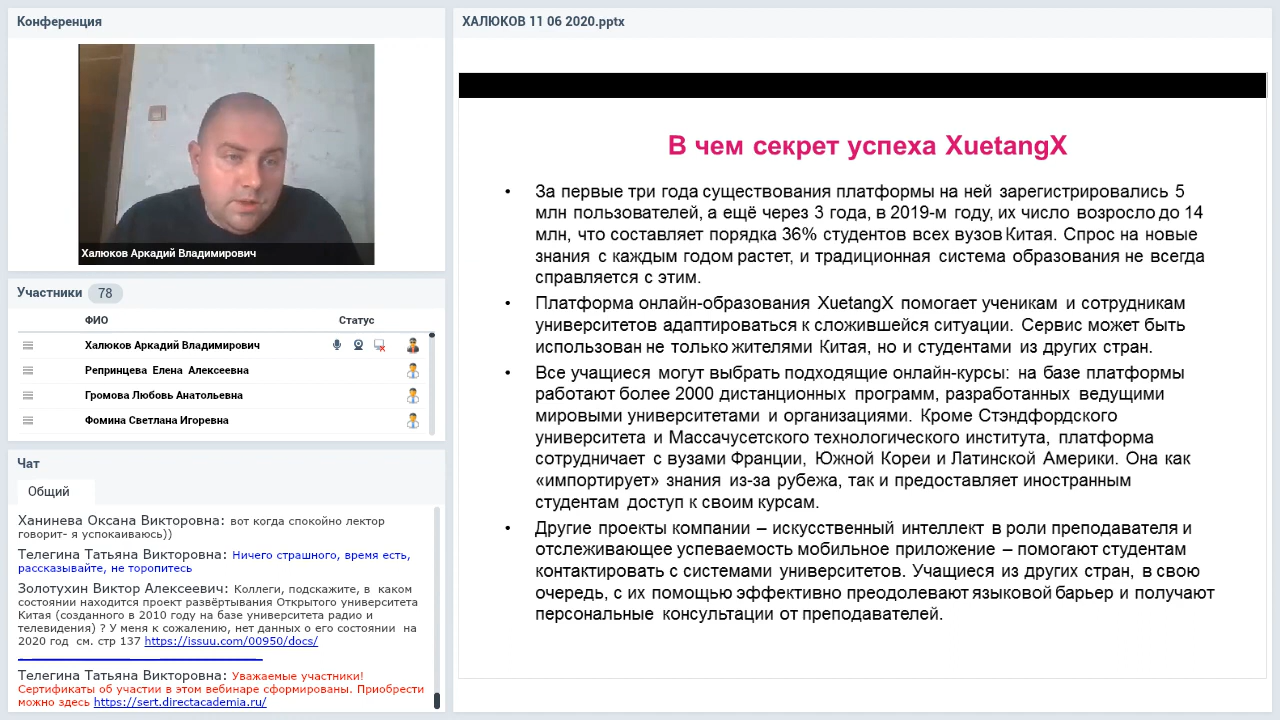 Конференция
Халюков Аркадий Владимирович
Участники 78
ФИО Статус
Халюков Аркадий Владимирович
Репринцева Елена Алексеевна
Громова Любовь Анатольевна
Фомина Светлана Игоревна
Чат
Общий
Ханинева Оксана Викторовна: вот когда спокойно лектор
говорит- я успокаиваюсь))
Телегина Татьяна Викторовна: Ничего страшного, время есть,
рассказывайте, не торопитесь
Золотухин Виктор Алексеевич: Коллеги, подскажите, в каком
состоянии находится проект развёртывания Открытого университета
Китая (созданного в 2010 году на базе университета радио и
телевидения) ? У меня к сожалению, нет данных о его состоянии на
2020 год см. стр 137 https://issuu.com/00950/docs/
Телегина Татьяна Викторовна: Уважаемые участники!
Сертификаты об участии в этом вебинаре сформированы. Приобрести
можно здесь https://sert.directacademia.ru/
ХАЛЮКОВ 11 06 2020.pptx
В чем секрет успеха XuetangX
• За первые три года существования платформы на ней зарегистрировались 5
млн пользователей, а ещё через 3 года, в 2019-м году, их число возросло до 14
млн, что составляет порядка 36% студентов всех вузов Китая. Спрос на новые
знания с каждым годом растет, и традиционная система образования не всегда
справляется с этим.
• Платформа онлайн-образования XuetangX помогает ученикам и сотрудникам
университетов адаптироваться к сложившейся ситуации. Сервис может быть
использован не только жителями Китая, но и студентами из других стран.
• Все учащиеся могут выбрать подходящие онлайн-курсы: на базе платформы
работают более 2000 дистанционных программ, разработанных ведущими
мировыми университетами и организациями. Кроме Стэндфордского
университета и Массачусетского технологического института, платформа
сотрудничает с вузами Франции, Южной Кореи и Латинской Америки. Она как
«импортирует» знания из-за рубежа, так и предоставляет иностранным
студентам доступ к своим курсам.
• Другие проекты компании – искусственный интеллект в роли преподавателя и
отслеживающее успеваемость мобильное приложение – помогают студентам
контактировать с системами университетов. Учащиеся из других стран, в свою
очередь, с их помощью эффективно преодолевают языковой барьер и получают
персональные консультации от преподавателей.